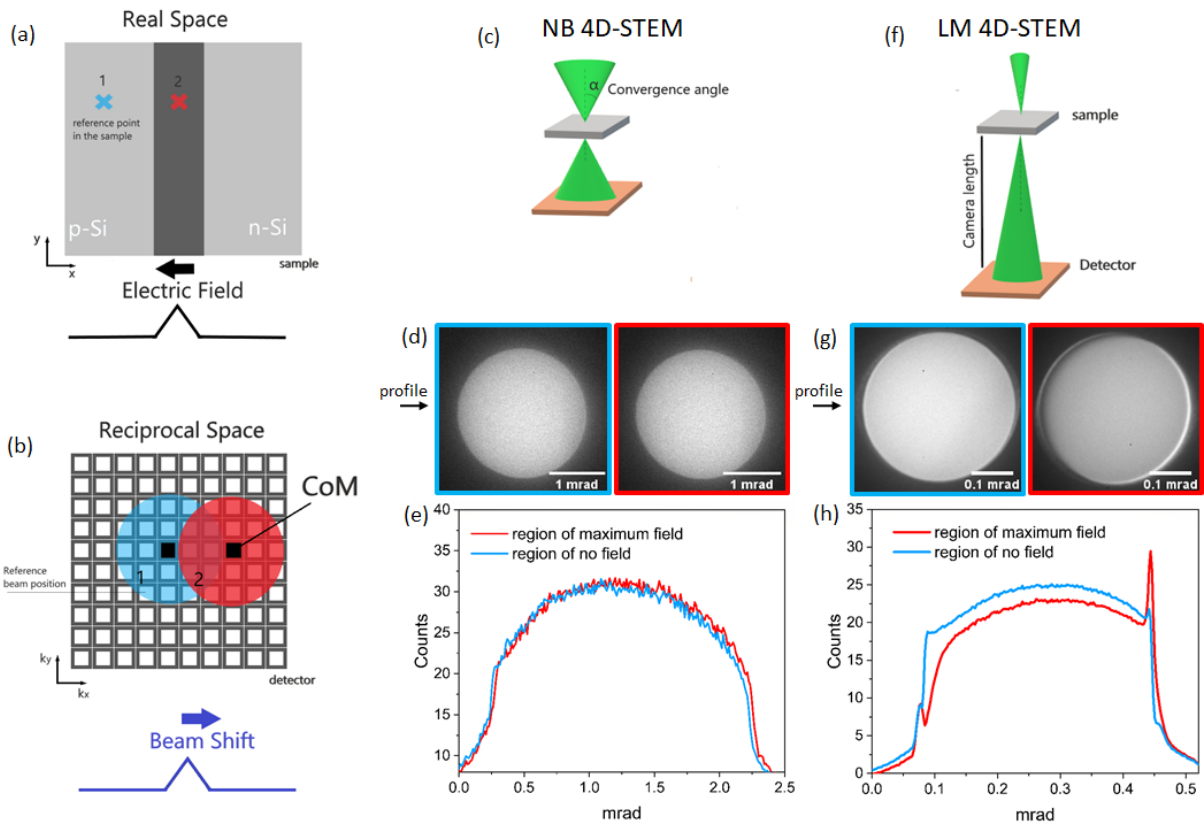 (a)
Real Space
1
2
reference point
in the sample
p-Si
n-Si
y
x
sample
Electric Field
(b)
Reciprocal Space
CoM
1
2
Reference
beam position
ky
kx
detector
Beam Shift
(c)
NB 4D-STEM
α
Convergence angle
(d)
profile
1 mrad
1 mrad
(e)
40
35
30
25
20
15
10
Counts
region of maximum field
region of no field
0.0
0.5
1.0
1.5
2.0
2.5
mrad
(f)
LM 4D-STEM
sample
Camera length
Detector
(g)
profile
0.1 mrad
0.1 mrad
(h)
35
30
25
20
15
10
5
0
Counts
region of maximum field
region of no field
0.0
0.1
0.2
0.3
0.4
0.5
mrad